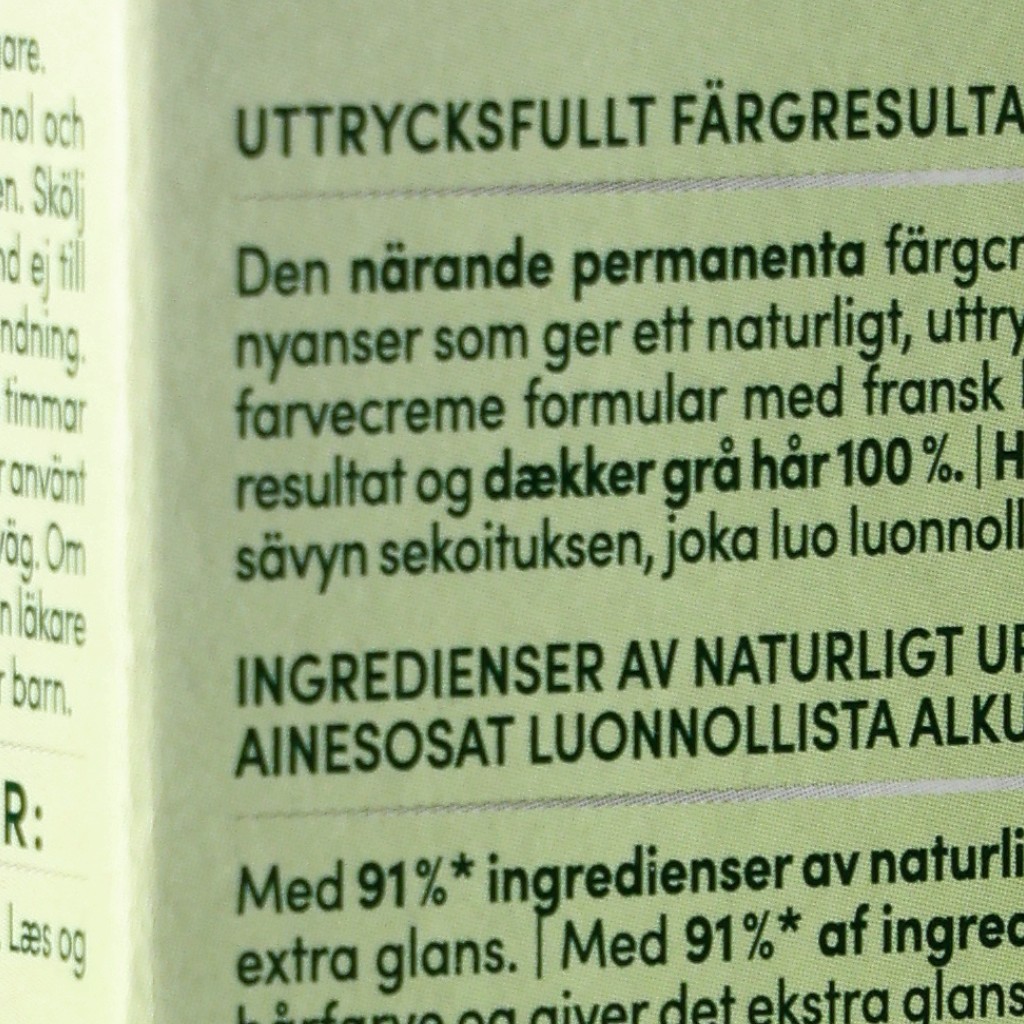 are.
nol och
en. Skölj
nd ej till
ndning.
timmar
r använt
väg. Om
n läkare
r barn.
R:
Læs og
UTTRYCKSFULLT FÄRGRESULTA
Den närande permanenta färgcr
nyanser som ger ett naturligt, uttry
farvecreme formular med fransk
resultat og dækker grå hår 100 %. | H
sävyn sekoituksen, joka luo luonnoll
INGREDIENSER AV NATURLIGT UR
AINESOSAT LUONNOLLISTA ALKU
Med 91%* ingredienser av naturli
extra glans. | Med 91%* af ingred
hårfarve og giver det ekstra glans